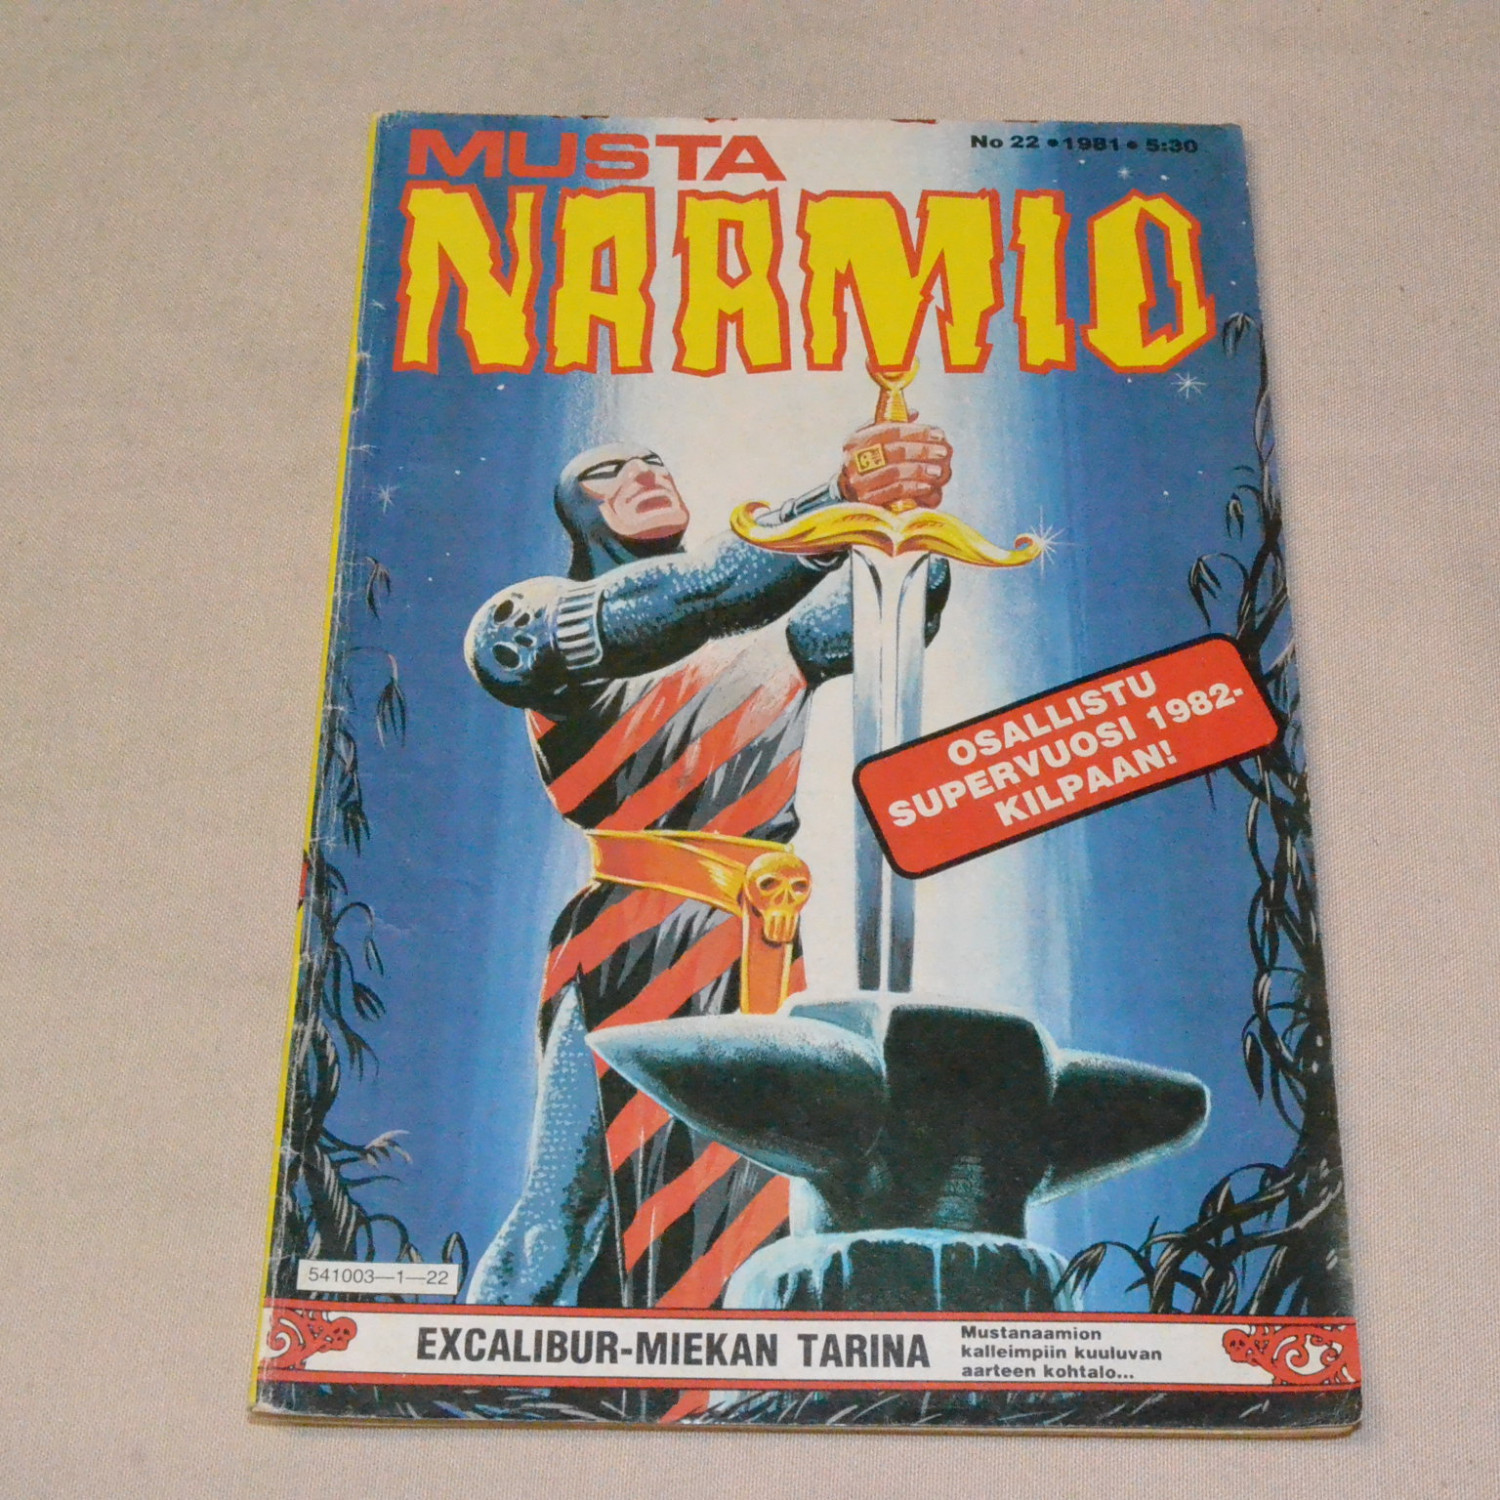 MUSTA
No 22 • 1981 • 5:30
NAAMIO
OSALLISTU
SUPERVUOSI 1982-
KILPAAN!
541003—1—22
EXCALIBUR-MIEKAN TARINA
Mustanaamion
kalleimpiin kuuluvan
aarteen kohtalo...